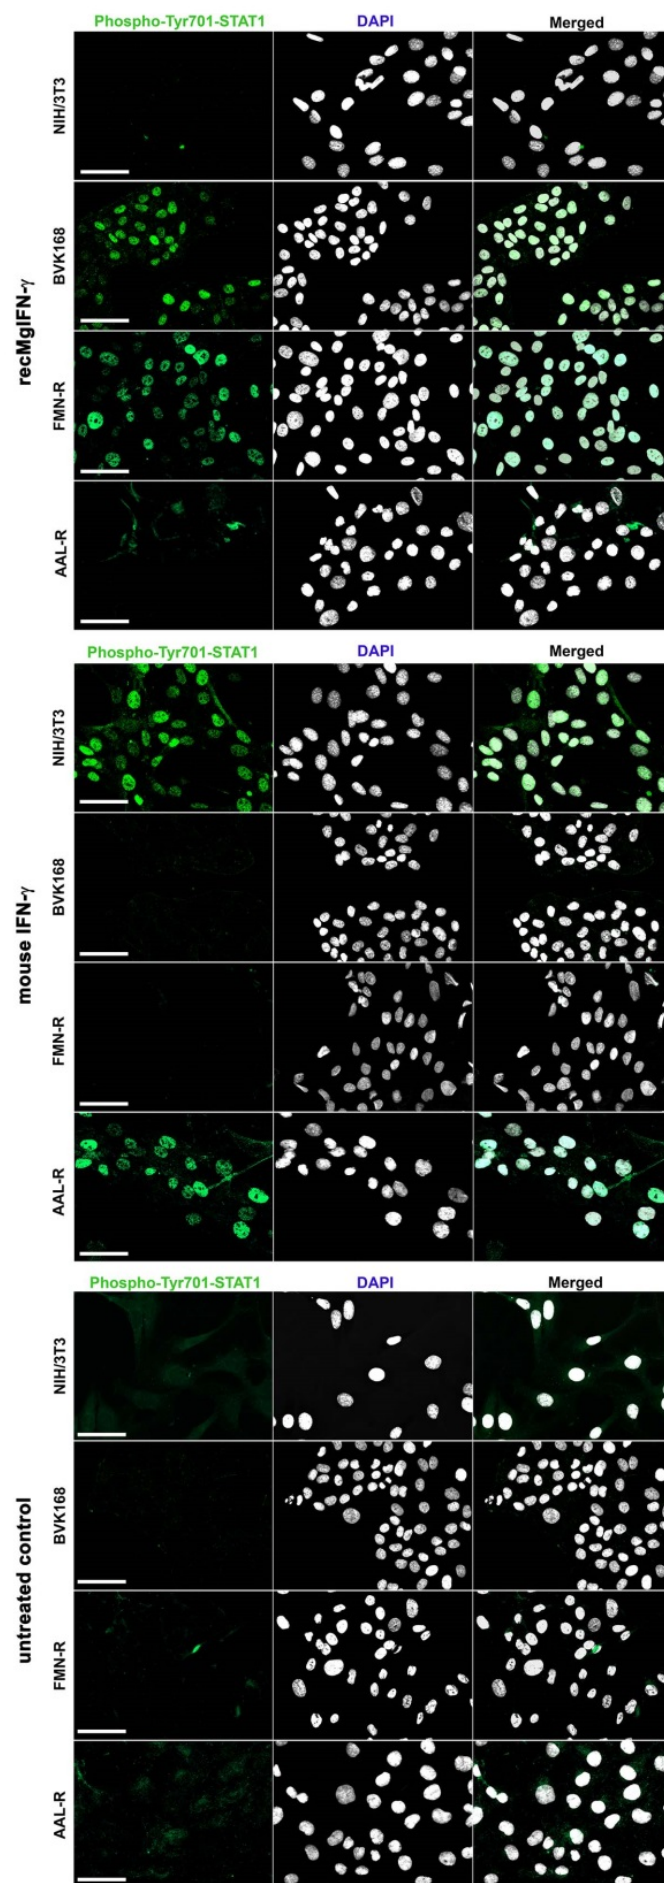 Phospho-Tyr701-STAT1 DAPI Merged
recMgIFN-γ
NIH/3T3
BVK168
FMN-R
AAL-R
Phospho-Tyr701-STAT1 DAPI Merged
mouse IFN-γ
NIH/3T3
BVK168
FMN-R
AAL-R
Phospho-Tyr701-STAT1 DAPI Merged
untreated control
NIH/3T3
BVK168
FMN-R
AAL-R